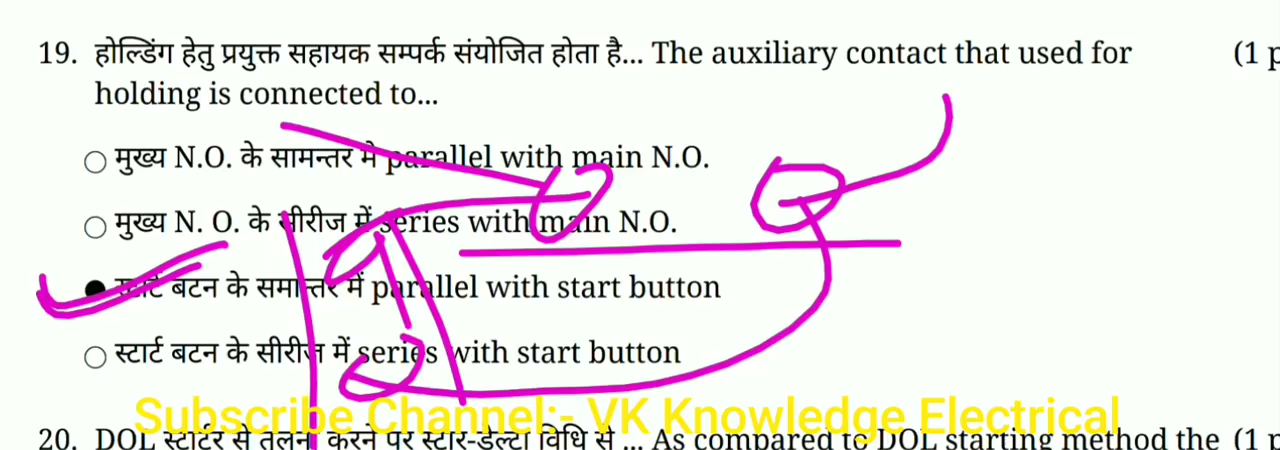 19. होल्डिंग हेतु प्रयुक्त सहायक सम्पर्क संयोजित होता है... The auxiliary contact that used for (1 p
holding is connected to...
मुख्य N.O. के सामन्तर मे parallel with main N.O.
मुख्य N. O. के सीरीज में series with main N.O.
स्टार्ट बटन के समान्तर में parallel with start button
स्टार्ट बटन के सीरीज में series with start button
Subscribe Channel:- VK Knowledge Electrical
20. DOL स्टार्टर से तुलना करने पर स्टार-डेल्टा विधि से ... As compared to DOL starting method the (1 p